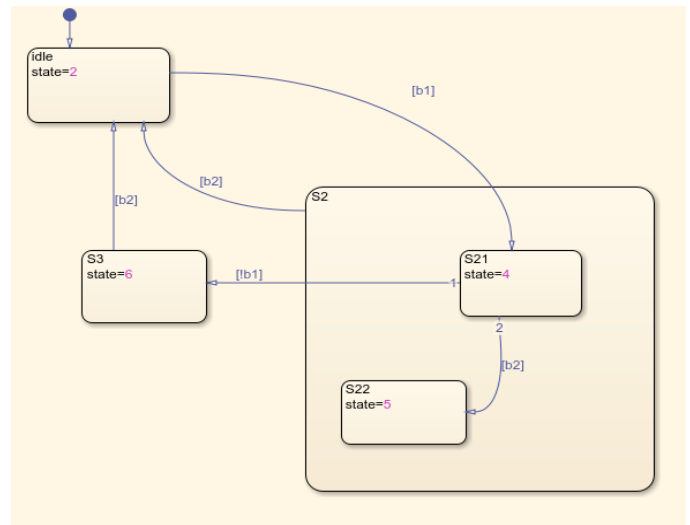 idle
state=2
[b1]
[b2]
[b2]
S2
S3
state=6
[!b1]
1
S21
state=4
2
[b2]
S22
state=5